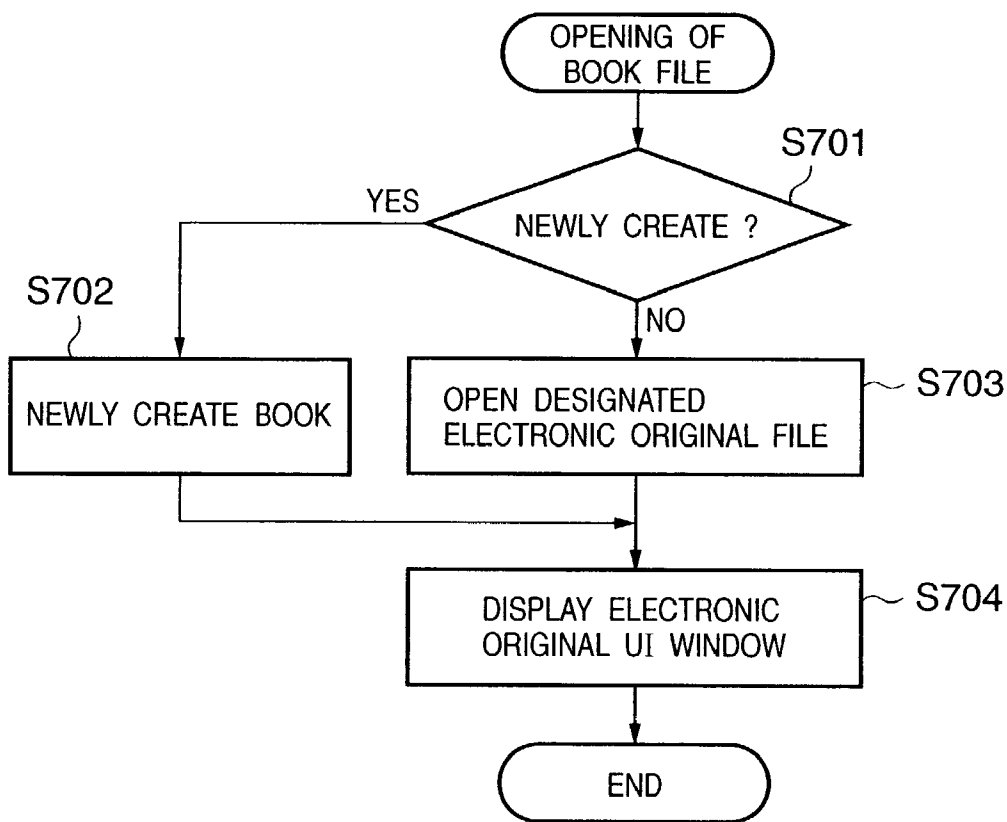 OPENING OF
BOOK FILE
S701
YES
NEWLY CREATE ?
S702
NO
NEWLY CREATE BOOK
S703
OPEN DESIGNATED
ELECTRONIC ORIGINAL FILE
S704
DISPLAY ELECTRONIC
ORIGINAL UI WINDOW
END